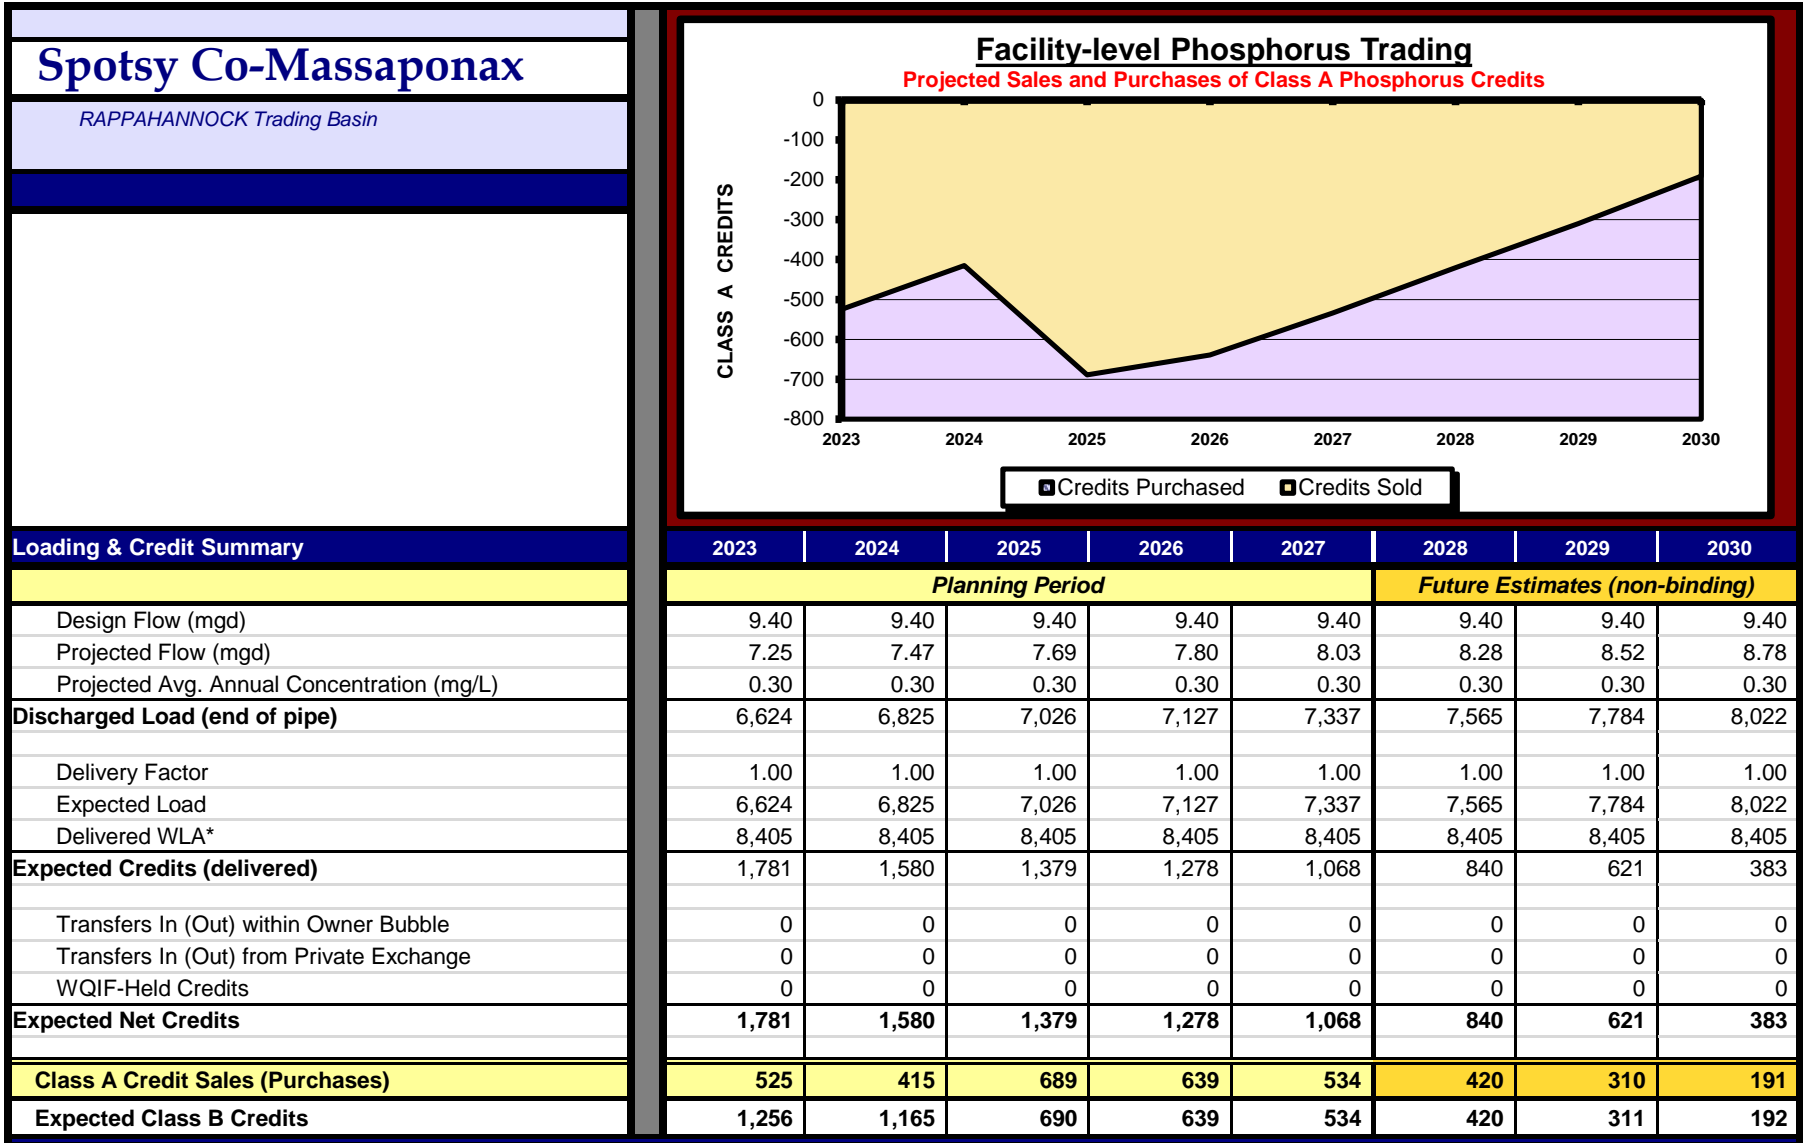 Spotsy Co-Massaponax
RAPPAHANNOCK Trading Basin
Facility-level Phosphorus Trading
Projected Sales and Purchases of Class A Phosphorus Credits
CLASS A CREDITS
0
-100
-200
-300
-400
-500
-600
-700
-800
2023 2024 2025 2026 2027 2028 2029 2030
Credits Purchased Credits Sold
Loading & Credit Summary 2023 2024 2025 2026 2027 2028 2029 2030
Planning Period Future Estimates (non-binding)
Design Flow (mgd) 9.40 9.40 9.40 9.40 9.40 9.40 9.40 9.40
Projected Flow (mgd) 7.25 7.47 7.69 7.80 8.03 8.28 8.52 8.78
Projected Avg. Annual Concentration (mg/L) 0.30 0.30 0.30 0.30 0.30 0.30 0.30 0.30
Discharged Load (end of pipe) 6,624 6,825 7,026 7,127 7,337 7,565 7,784 8,022
Delivery Factor 1.00 1.00 1.00 1.00 1.00 1.00 1.00 1.00
Expected Load 6,624 6,825 7,026 7,127 7,337 7,565 7,784 8,022
Delivered WLA* 8,405 8,405 8,405 8,405 8,405 8,405 8,405 8,405
Expected Credits (delivered) 1,781 1,580 1,379 1,278 1,068 840 621 383
Transfers In (Out) within Owner Bubble 0 0 0 0 0 0 0 0
Transfers In (Out) from Private Exchange 0 0 0 0 0 0 0 0
WQIF-Held Credits 0 0 0 0 0 0 0 0
Expected Net Credits 1,781 1,580 1,379 1,278 1,068 840 621 383
Class A Credit Sales (Purchases) 525 415 689 639 534 420 310 191
Expected Class B Credits 1,256 1,165 690 639 534 420 311 192